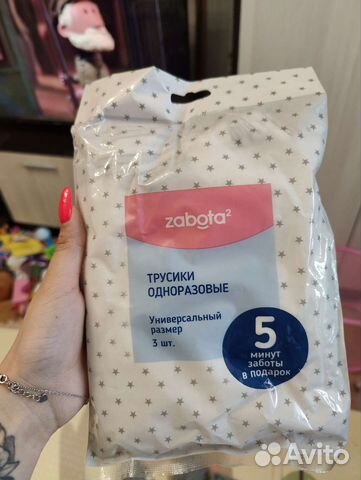 zabota²
ТРУСИКИ
ОДНОРАЗОВЫЕ
Универсальный
размер
3 шт.
5
минут
заботы
в подарок
Avito